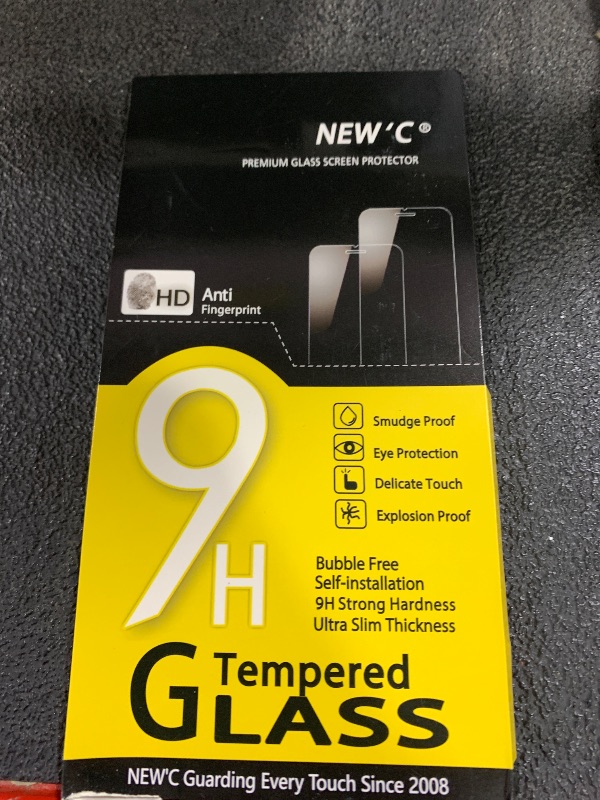 NEW'C®
PREMIUM GLASS SCREEN PROTECTOR
HD
Anti
Fingerprint
9H
Smudge Proof
Eye Protection
Delicate Touch
Explosion Proof
Bubble Free
Self-installation
9H Strong Hardness
Ultra Slim Thickness
Tempered
GLASS
NEW'C Guarding Every Touch Since 2008